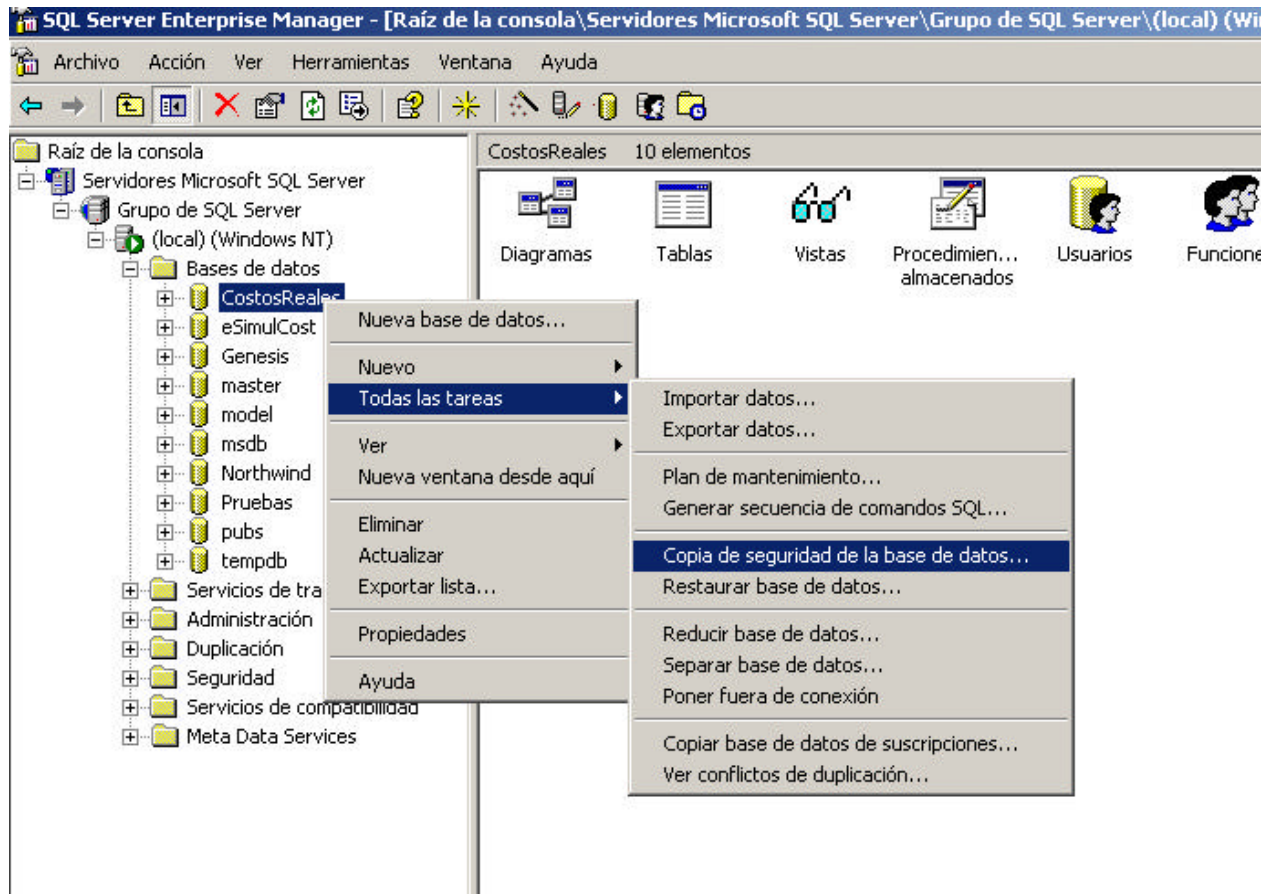 SQL Server Enterprise Manager - [Raíz de la consola\Servidores Microsoft SQL Server\Grupo de SQL Server\(local) (Wi
Archivo Acción Ver Herramientas Ventana Ayuda
Raíz de la consola
Servidores Microsoft SQL Server
Grupo de SQL Server
(local) (Windows NT)
Bases de datos
CostosReales
eSimulCost
Genesis
master
model
msdb
Northwind
Pruebas
pubs
tempdb
Servicios de tra
Administración
Duplicación
Seguridad
Servicios de compatibilidad
Meta Data Services
CostosReales 10 elementos
Diagramas
Tablas
Vistas
Procedimien...
almacenados
Usuarios
Funcione
Nueva base de datos...
Nuevo
Todas las tareas
Ver
Nueva ventana desde aquí
Eliminar
Actualizar
Exportar lista...
Propiedades
Ayuda
Importar datos...
Exportar datos...
Plan de mantenimiento...
Generar secuencia de comandos SQL...
Copia de seguridad de la base de datos...
Restaurar base de datos...
Reducir base de datos...
Separar base de datos...
Poner fuera de conexión
Copiar base de datos de suscripciones...
Ver conflictos de duplicación...